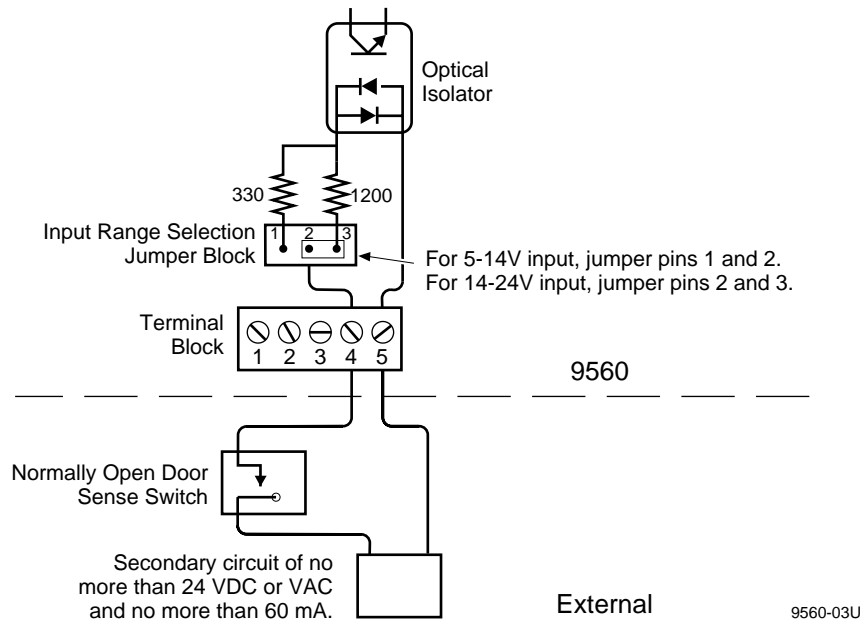 Optical
Isolator
330
1200
Input Range Selection
Jumper Block
1 2 3
For 5-14V input, jumper pins 1 and 2.
For 14-24V input, jumper pins 2 and 3.
Terminal
Block
1 2 3 4 5
9560
Normally Open Door
Sense Switch
Secondary circuit of no
more than 24 VDC or VAC
and no more than 60 mA.
External
9560-03U